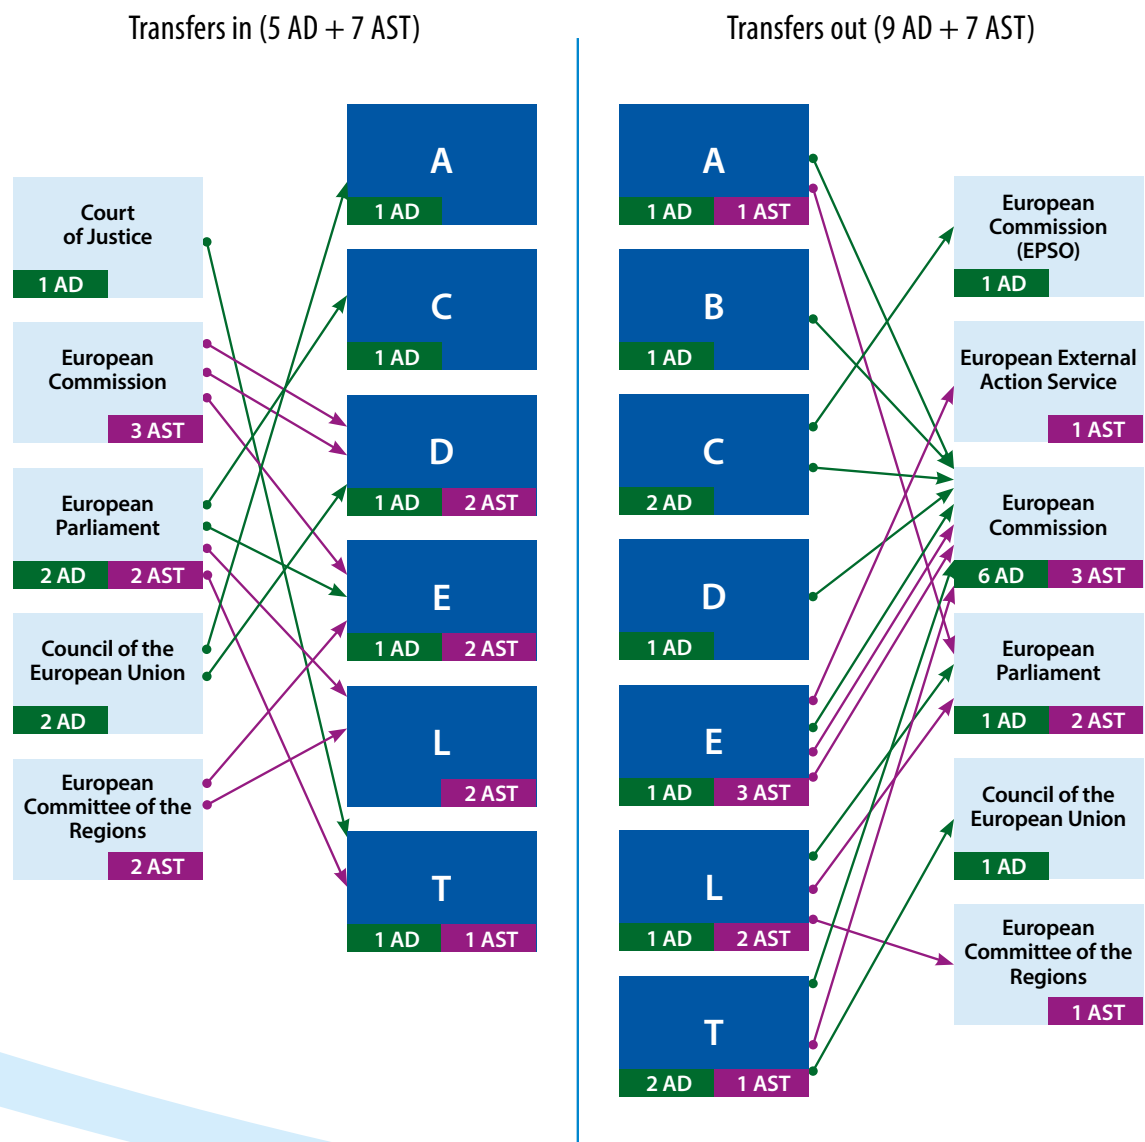 Transfers in (5 AD + 7 AST)
Court
of Justice
1 AD
European
Commission
3 AST
European
Parliament
2 AD 2 AST
Council of the
European Union
2 AD
European
Committee of the
Regions
2 AST
A
1 AD
C
1 AD
D
1 AD 2 AST
E
1 AD 2 AST
L
2 AST
T
1 AD 1 AST
Transfers out (9 AD + 7 AST)
A
1 AD 1 AST
B
1 AD
C
2 AD
D
1 AD
E
1 AD 3 AST
L
1 AD 2 AST
T
2 AD 1 AST
European
Commission
(EPSO)
1 AD
European External
Action Service
1 AST
European
Commission
6 AD 3 AST
European
Parliament
1 AD 2 AST
Council of the
European Union
1 AD
European
Committee of the
Regions
1 AST